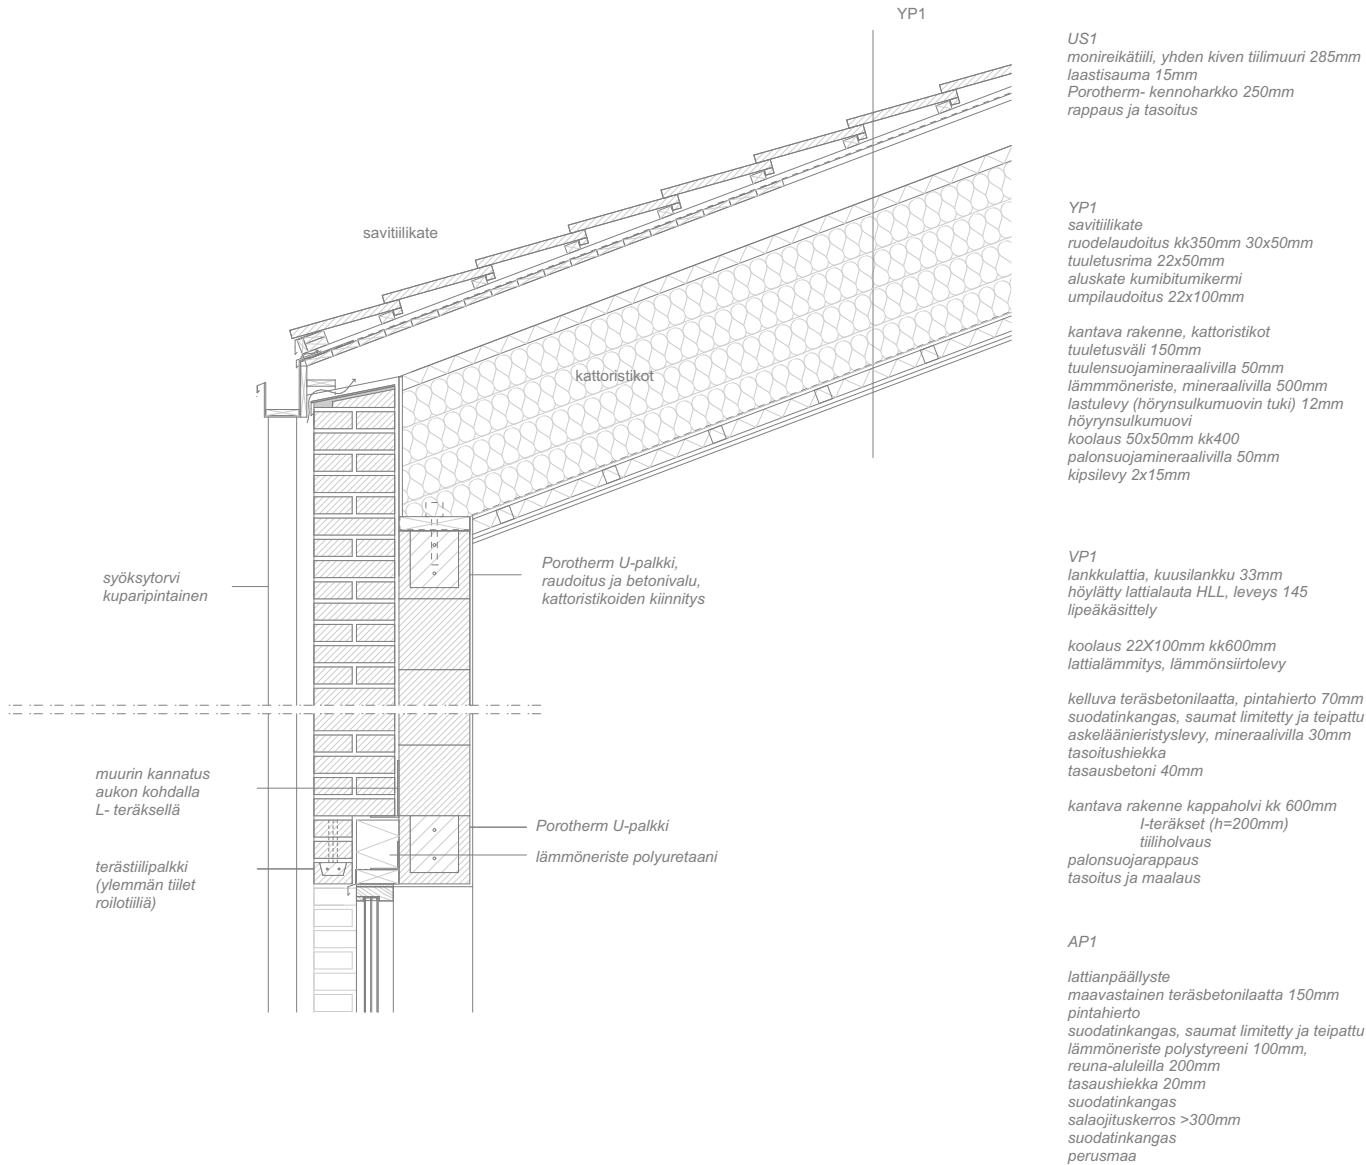 YP1
savitiilikate
kattoristikot
syöksytorvi
kuparipintainen
Porotherm U-palkki,
raudoitus ja betonivalu,
kattoristikoiden kiinnitys
muurin kannatus
aukon kohdalla
L- teräksellä
Porotherm U-palkki
lämmöneriste polyuretaani
terästiilipalkki
(ylemmän tiilet
roilotiiliä)
US1
monireikätiili, yhden kiven tiilimuuri 285mm
laastisauma 15mm
Porotherm- kennoharkko 250mm
rappaus ja tasoitus
YP1
savitiilikate
ruodelaudoitus kk350mm 30x50mm
tuuletusrima 22x50mm
aluskate kumibitumikermi
umpilaudoitus 22x100mm
kantava rakenne, kattoristikot
tuuletusväli 150mm
tuulensuojamineraalivilla 50mm
lämmmöneriste, mineraalivilla 500mm
lastulevy (hörynsulkumuovin tuki) 12mm
höyrynsulkumuovi
koolaus 50x50mm kk400
palonsuojamineraalivilla 50mm
kipsilevy 2x15mm
VP1
lankkulattia, kuusilankku 33mm
höylätty lattialauta HLL, leveys 145
lipeäkäsittely
koolaus 22X100mm kk600mm
lattialämmitys, lämmönsiirtolevy
kelluva teräsbetonilaatta, pintahierto 70mm
suodatinkangas, saumat limitetty ja teipattu
askeläänieristyslevy, mineraalivilla 30mm
tasoitushiekka
tasausbetoni 40mm
kantava rakenne kappaholvi kk 600mm
I-teräkset (h=200mm)
tiiliholvaus
palonsuojarappaus
tasoitus ja maalaus
AP1
lattianpäällyste
maavastainen teräsbetonilaatta 150mm
pintahierto
suodatinkangas, saumat limitetty ja teipattu
lämmöneriste polystyreeni 100mm,
reuna-aluleilla 200mm
tasaushiekka 20mm
suodatinkangas
salaojituskerros >300mm
suodatinkangas
perusmaa